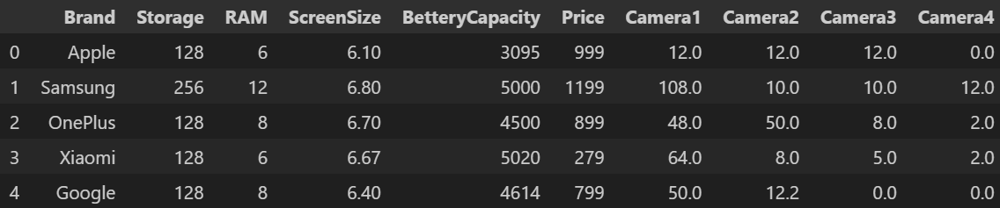 Brand Storage RAM ScreenSize BetteryCapacity Price Camera1 Camera2 Camera3 Camera4
0 Apple 128 6 6.10 3095 999 12.0 12.0 12.0 0.0
1 Samsung 256 12 6.80 5000 1199 108.0 10.0 10.0 12.0
2 OnePlus 128 8 6.70 4500 899 48.0 50.0 8.0 2.0
3 Xiaomi 128 6 6.67 5020 279 64.0 8.0 5.0 2.0
4 Google 128 8 6.40 4614 799 50.0 12.2 0.0 0.0